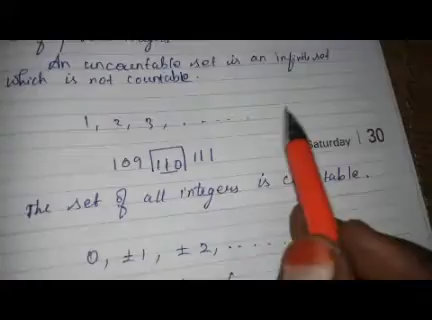 of
An uncountable set is an infinite set
which is not countable.
1, 2, 3, .......
Saturday | 30
109 110 111
The set of all integers is
0, ±1, ±2, ......